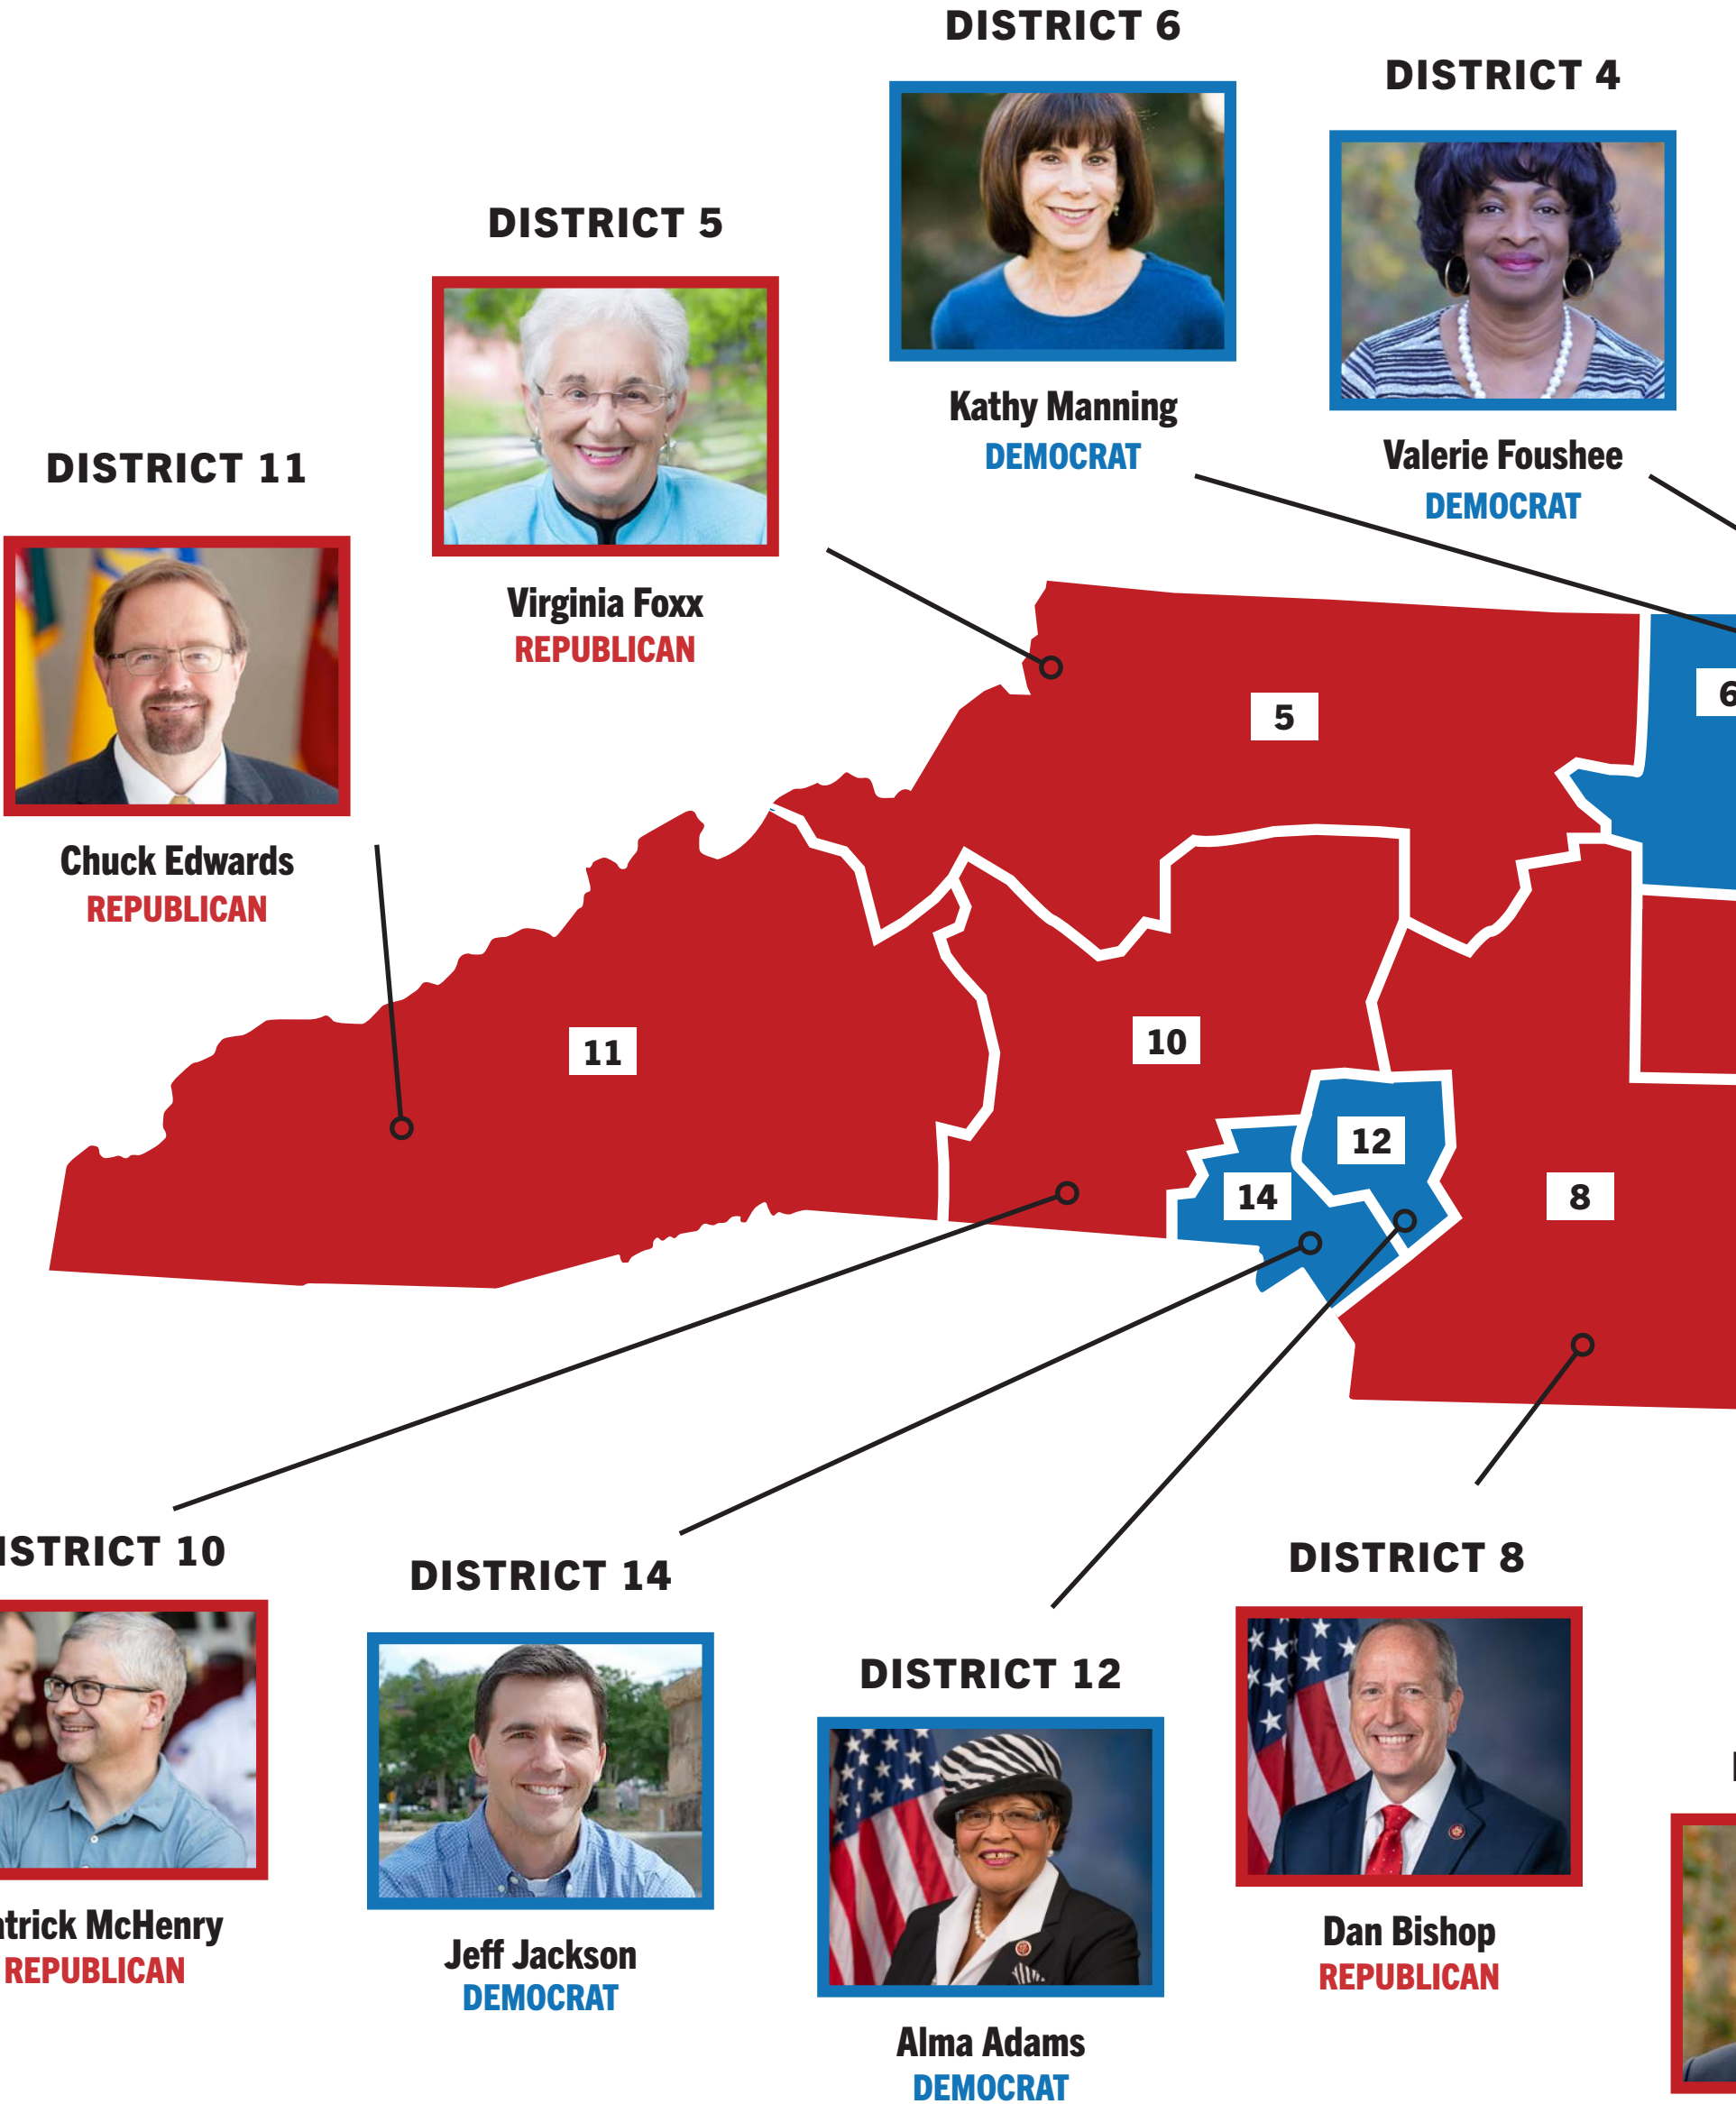 DISTRICT 6
Kathy Manning
DEMOCRAT
DISTRICT 4
Valerie Foushee
DEMOCRAT
DISTRICT 5
Virginia Foxx
REPUBLICAN
DISTRICT 11
Chuck Edwards
REPUBLICAN
5
6
11
10
12
14
8
ISTRICT 10
atrick McHenry
REPUBLICAN
DISTRICT 14
Jeff Jackson
DEMOCRAT
DISTRICT 12
Alma Adams
DEMOCRAT
DISTRICT 8
Dan Bishop
REPUBLICAN